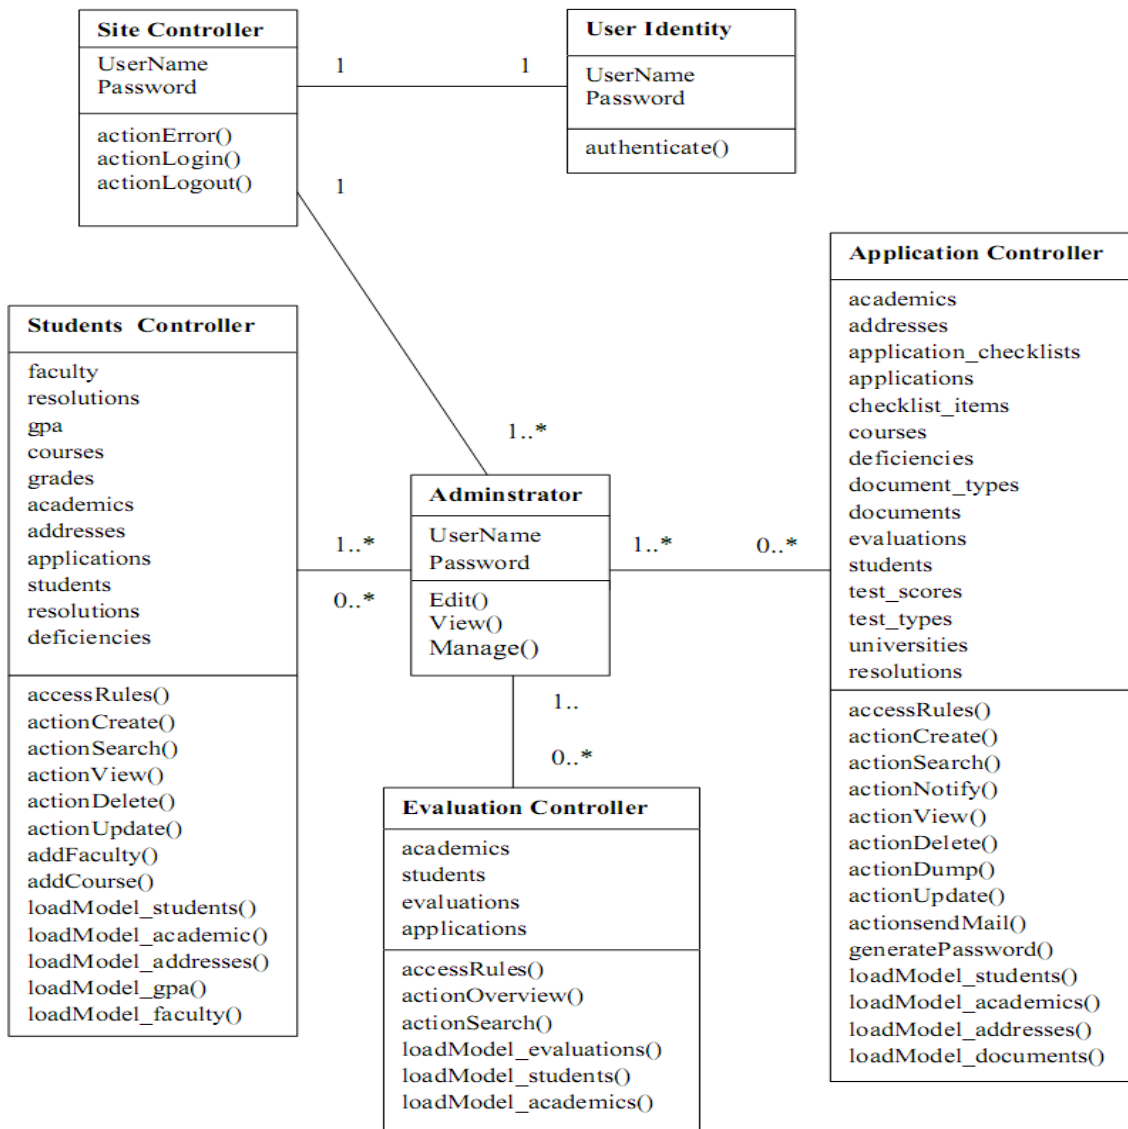 Site Controller
UserName
Password
actionError()
actionLogin()
actionLogout()
1
1
User Identity
UserName
Password
authenticate()
1
1..*
Students Controller
faculty
resolutions
gpa
courses
grades
academics
addresses
applications
students
resolutions
deficiencies
accessRules()
actionCreate()
actionSearch()
actionView()
actionDelete()
actionUpdate()
addFaculty()
addCourse()
loadModel_students()
loadModel_academic()
loadModel_addresses()
loadModel_gpa()
loadModel_faculty()
1..*
0..*
Adminstrator
UserName
Password
Edit()
View()
Manage()
1..*
0..*
1..
0..*
Evaluation Controller
academics
students
evaluations
applications
accessRules()
actionOverview()
actionSearch()
loadModel_evaluations()
loadModel_students()
loadModel_academics()
Application Controller
academics
addresses
application_checklists
applications
checklist_items
courses
deficiencies
document_types
documents
evaluations
students
test_scores
test_types
universities
resolutions
accessRules()
actionCreate()
actionSearch()
actionNotify()
actionView()
actionDelete()
actionDump()
actionUpdate()
actionsendMail()
generatePassword()
loadModel_students()
loadModel_academics()
loadModel_addresses()
loadModel_documents()